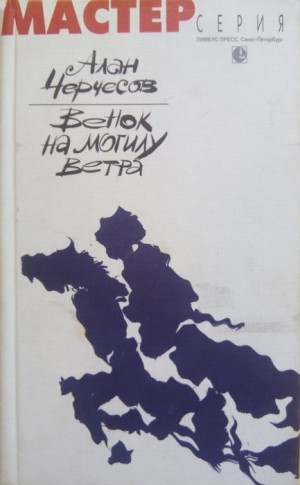 МАСТЕР
СЕРИЯ
ЛИМБУС ПРЕСС. Санкт-Петербург
Алан
Черчесов
Венок
на могилу
ветра